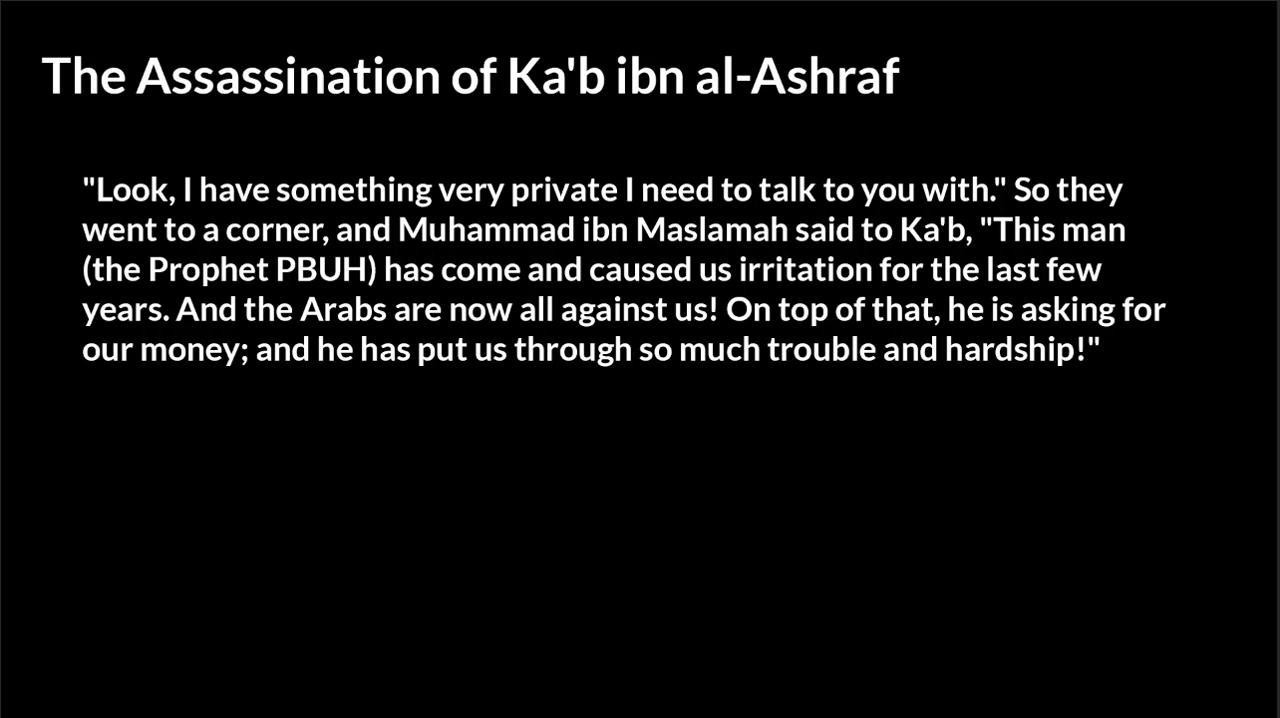 The Assassination of Ka'b ibn al-Ashraf
"Look, I have something very private I need to talk to you with." So they
went to a corner, and Muhammad ibn Maslamah said to Ka'b, "This man
(the Prophet PBUH) has come and caused us irritation for the last few
years. And the Arabs are now all against us! On top of that, he is asking for
our money; and he has put us through so much trouble and hardship!"